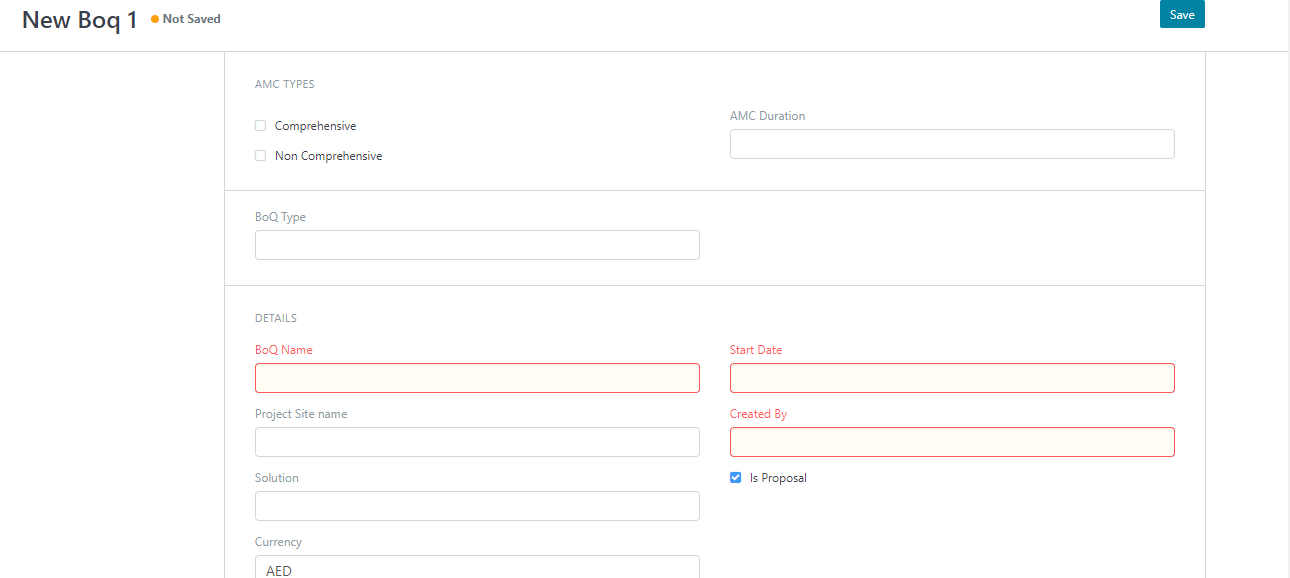 New Boq 1
Not Saved
Save
AMC TYPES
Comprehensive
Non Comprehensive
AMC Duration
BoQ Type
DETAILS
BoQ Name
Start Date
Project Site name
Created By
Solution
Is Proposal
Currency
AED